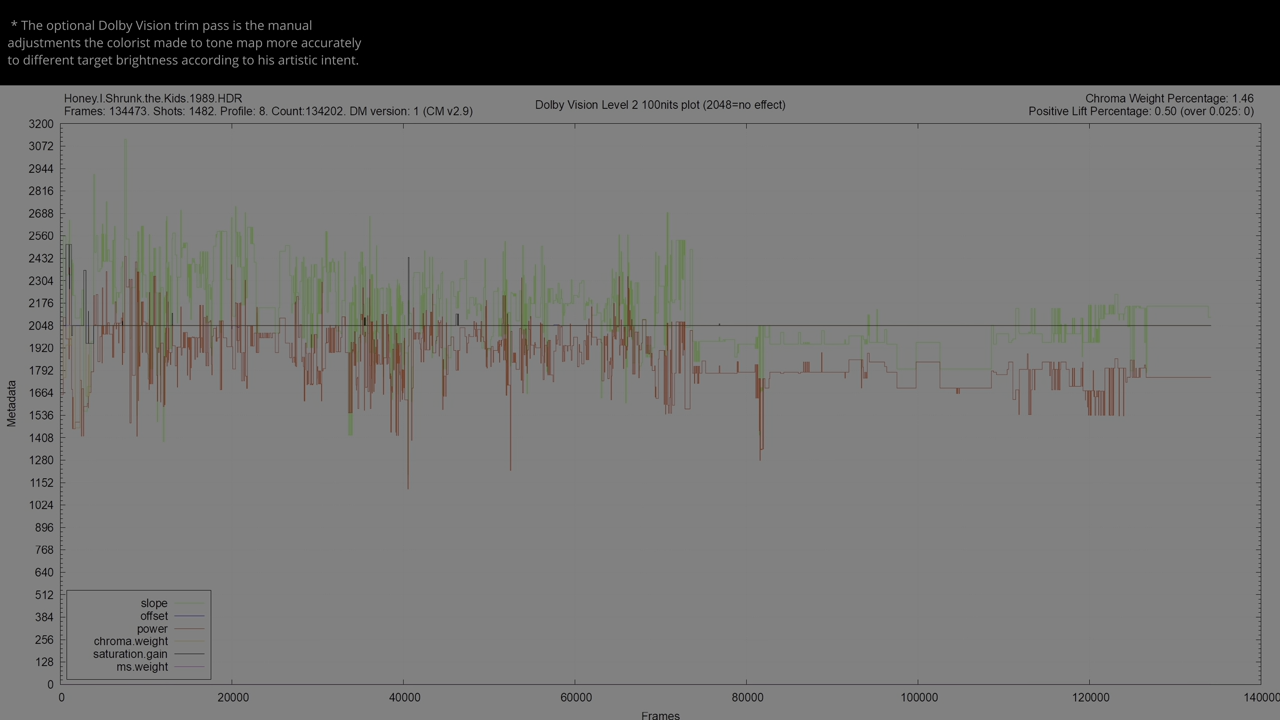 * The optional Dolby Vision trim pass is the manual
adjustments the colorist made to tone map more accurately
to different target brightness according to his artistic intent.
Honey.I.Shrunk.the.Kids.1989.HDR
Frames: 134473. Shots: 1482. Profile: 8. Count:134202. DM version: 1 (CM v2.9)
Dolby Vision Level 2 100nits plot (2048=no effect)
Chroma Weight Percentage: 1.46
Positive Lift Percentage: 0.50 (over 0.025: 0)
3200
3072
2944
2816
2688
2560
2432
2304
2176
2048
1920
1792
1664
1536
1408
1280
1152
1024
896
768
640
512
384
256
128
0
Metadata
slope
offset
power
chroma.weight
saturation.gain
ms.weight
0 20000 40000 60000 80000 100000 120000 140000
Frames